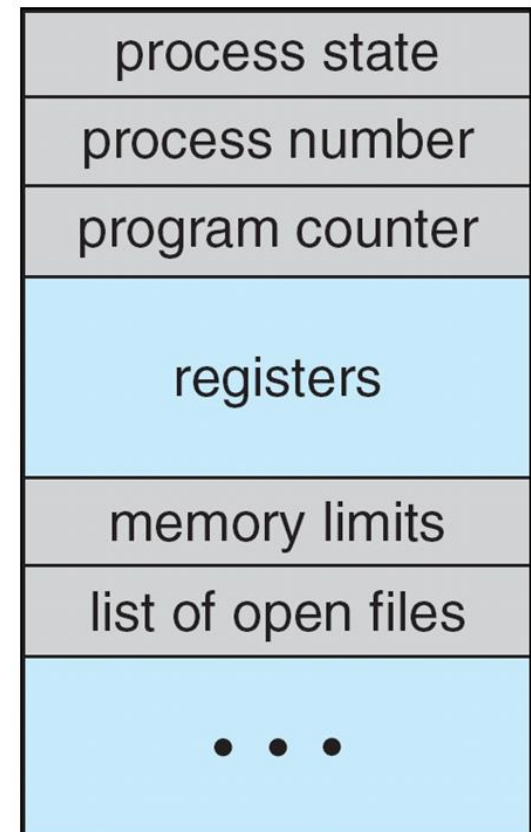 process state
process number
program counter
registers
memory limits
list of open files
• • •